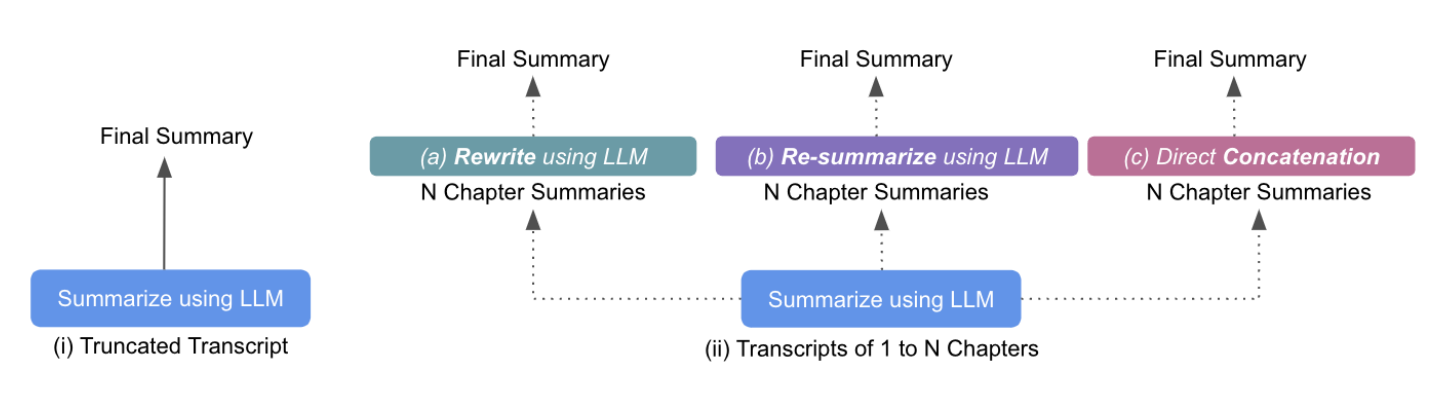 Final Summary
Summarize using LLM
(i) Truncated Transcript
Final Summary
(a) Rewrite using LLM
N Chapter Summaries
Final Summary
(b) Re-summarize using LLM
N Chapter Summaries
Final Summary
(c) Direct Concatenation
N Chapter Summaries
Summarize using LLM
(ii) Transcripts of 1 to N Chapters